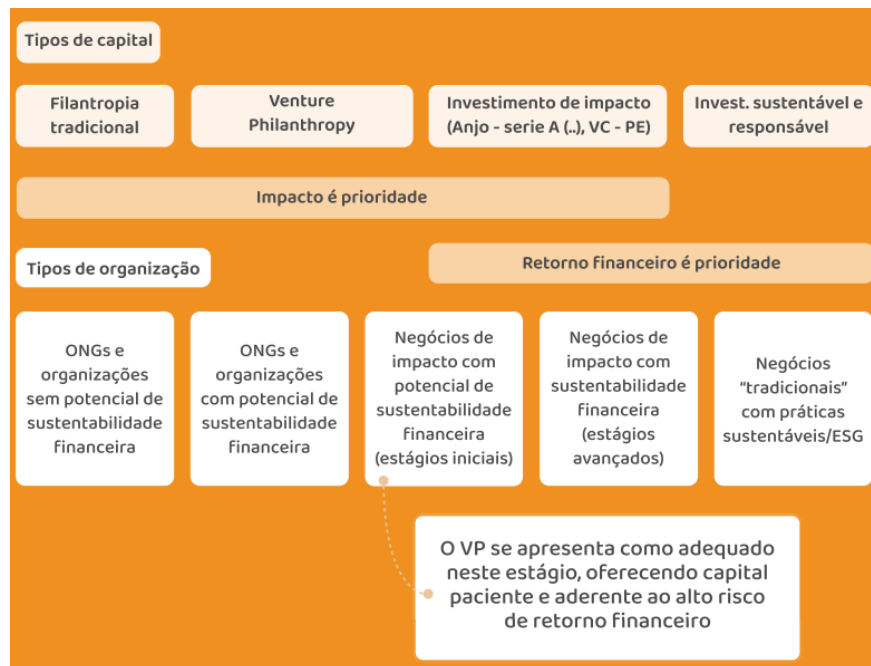 Tipos de capital
Filantropia
tradicional
Venture
Philanthropy
Investimento de impacto
(Anjo - serie A (..), VC - PE)
Invest. sustentável e
responsável
Impacto é prioridade
Tipos de organização
Retorno financeiro é prioridade
ONGs e
organizações
sem potencial de
sustentabilidade
financeira
ONGs e
organizações
com potencial de
sustentabilidade
financeira
Negócios de
impacto com
potencial de
sustentabilidade
financeira
(estágios iniciais)
Negócios de
impacto com
sustentabilidade
financeira
(estágios
avançados)
Negócios
“tradicionais”
com práticas
sustentáveis/ESG
O VP se apresenta como adequado
neste estágio, oferecendo capital
paciente e aderente ao alto risco
de retorno financeiro